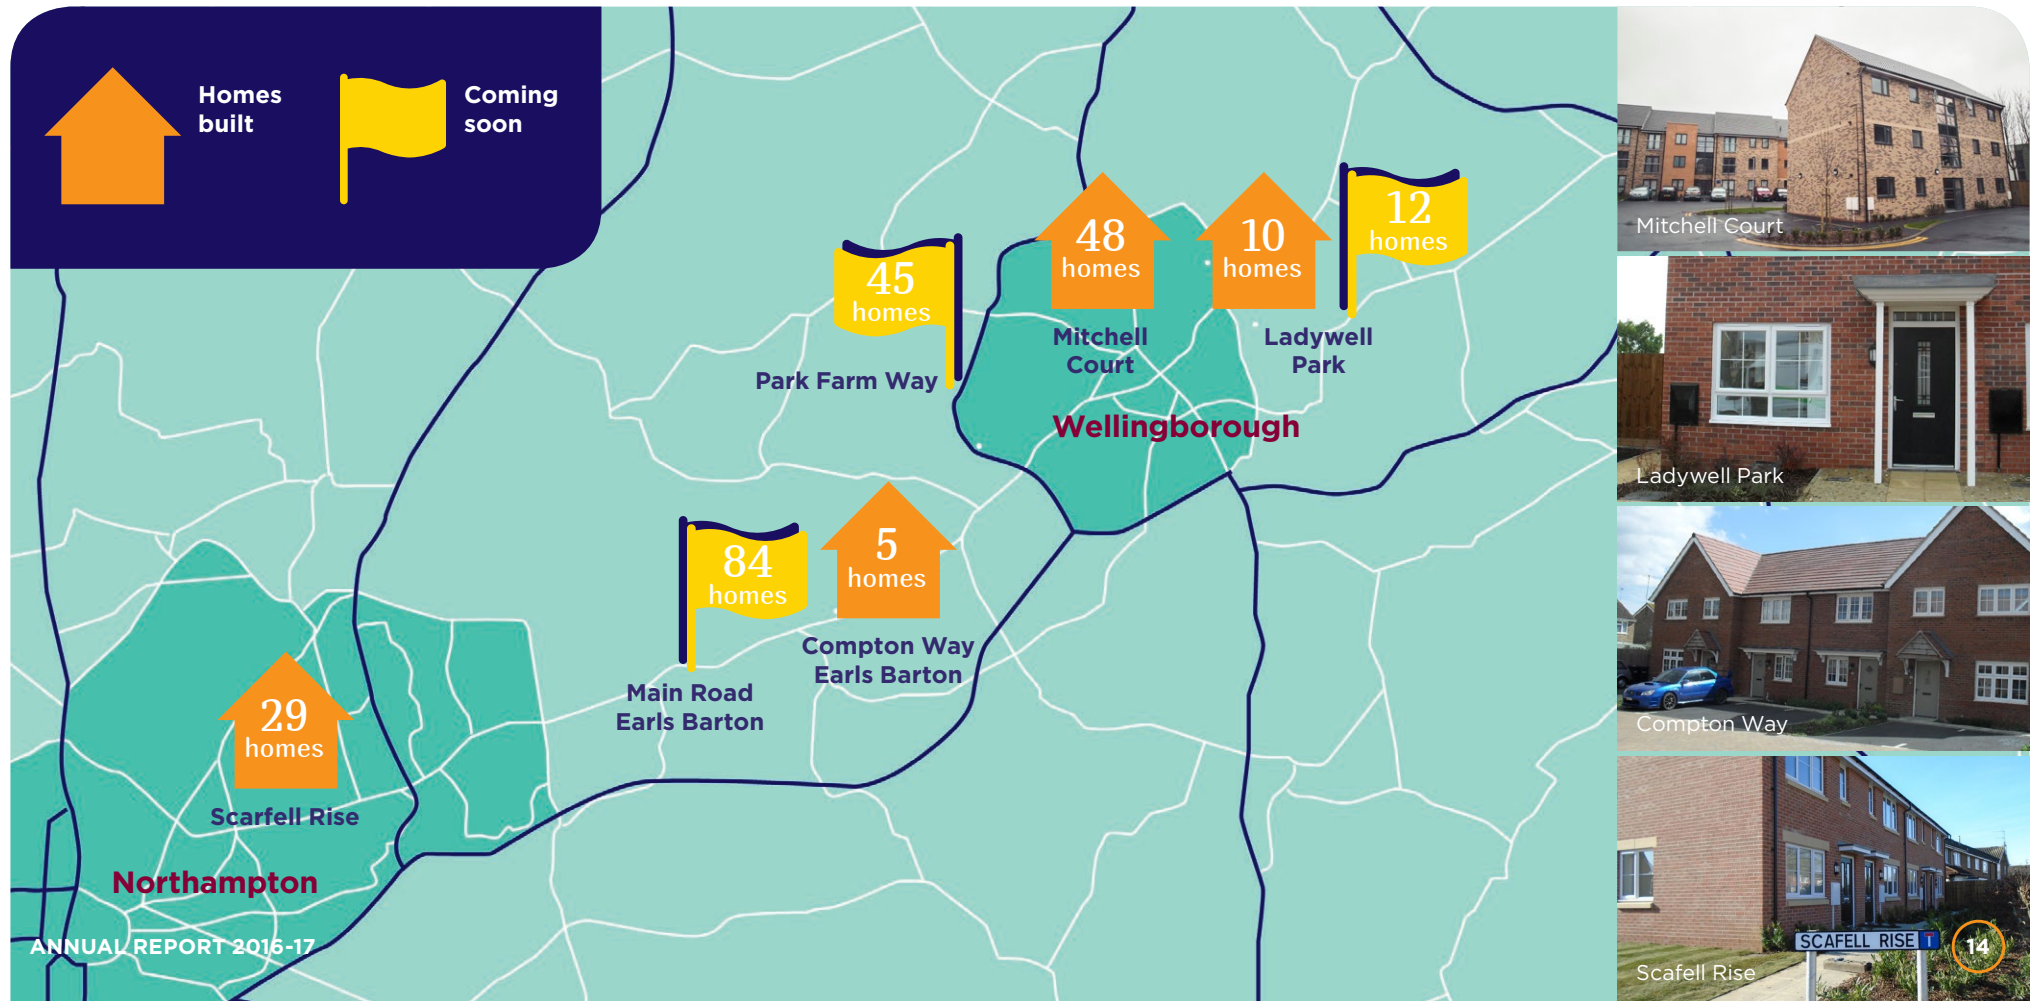 Homes
built
Coming
soon
12
homes
48
homes
10
homes
45
homes
Mitchell
Court
Ladywell
Park
Park Farm Way
Wellingborough
84
homes
5
homes
Compton Way
Earls Barton
Main Road
Earls Barton
29
homes
Scarfell Rise
Northampton
ANNUAL REPORT 2016-17
Mitchell Court
Ladywell Park
Compton Way
SCAFELL RISE
Scafell Rise
14